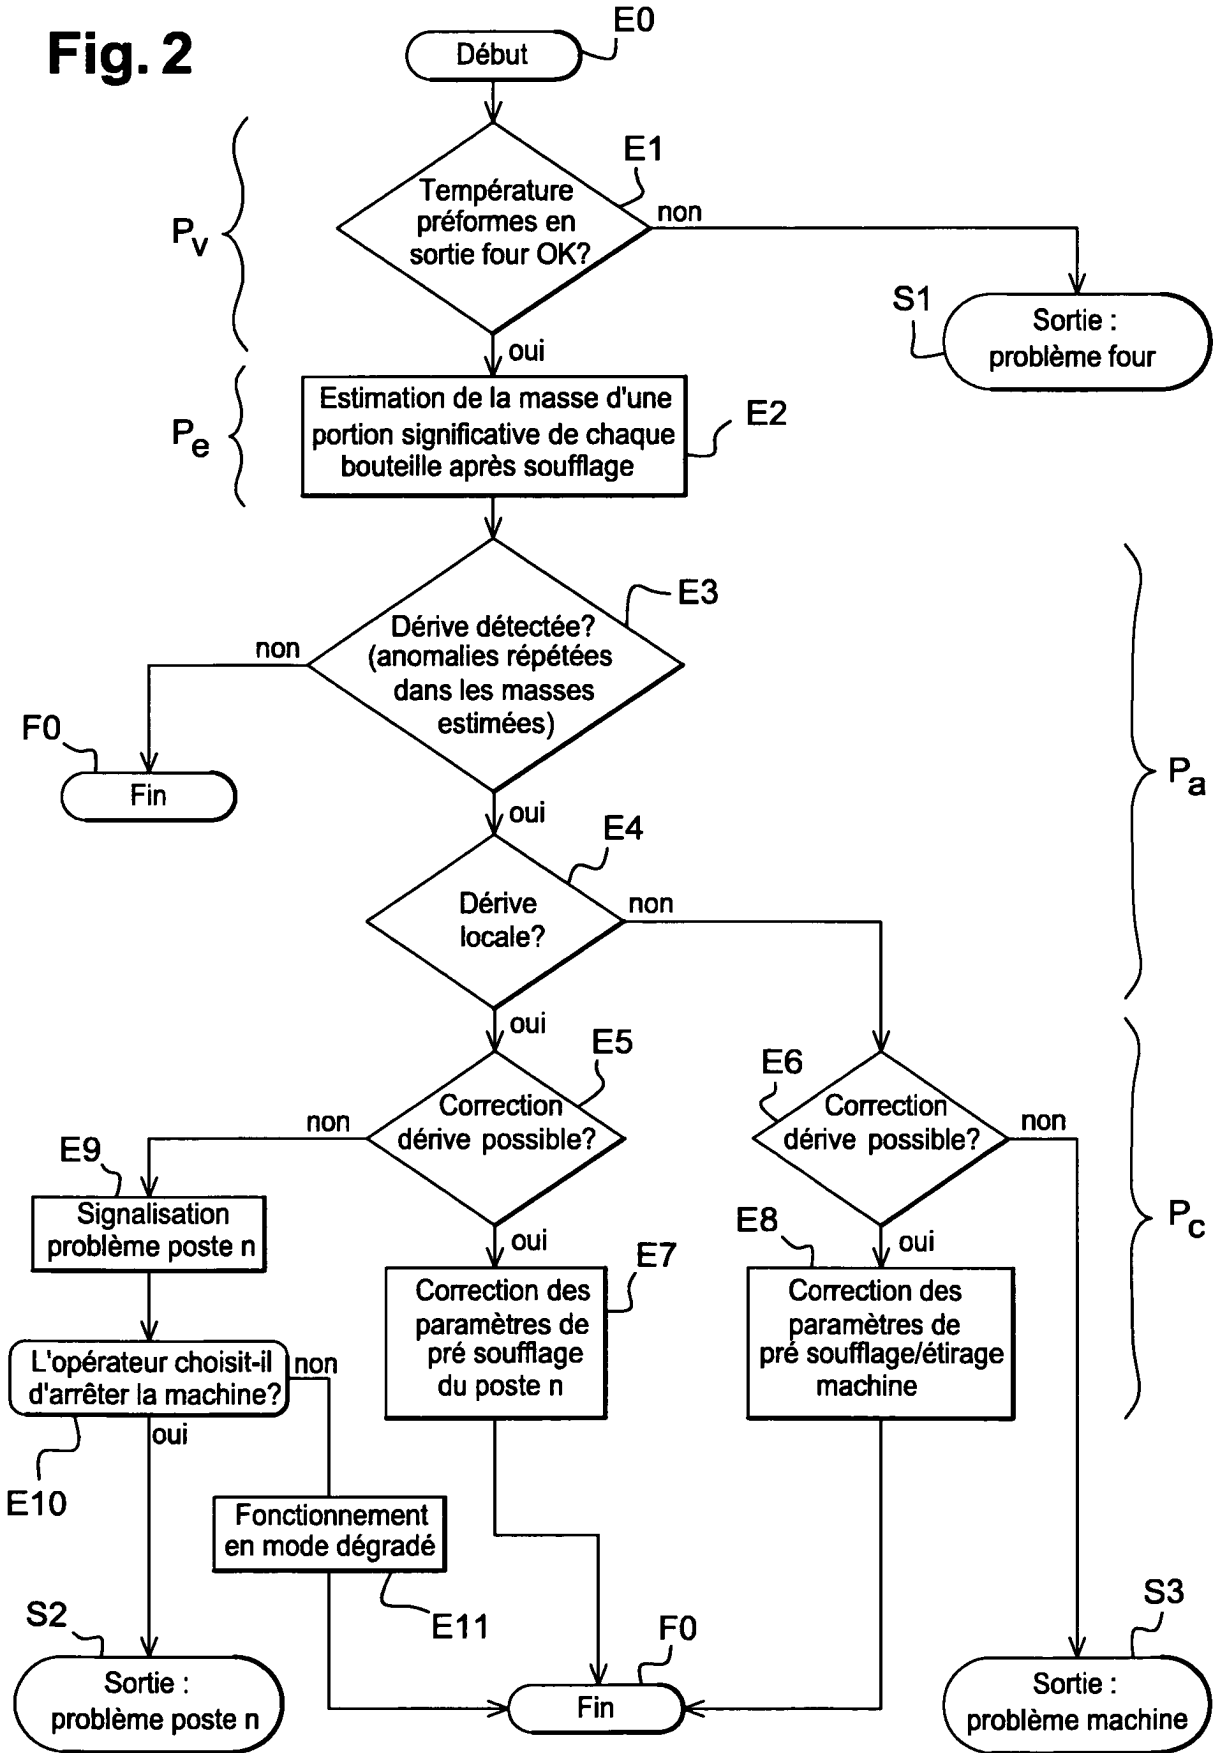 Fig. 2
Début
E0
E1
Température
préformes en
sortie four OK?
non
Pv
S1
Sortie :
problème four
oui
Estimation de la masse d'une
portion significative de chaque
bouteille après soufflage
E2
Pe
E3
Dérive détectée?
(anomalies répétées
dans les masses
estimées)
non
F0
Fin
Pa
oui
E4
Dérive
locale?
non
oui
E5
Correction
dérive possible?
non
E6
Correction
dérive possible?
non
E9
Signalisation
problème poste n
Pc
oui
E7
Correction des
paramètres de
pré soufflage
du poste n
E8
oui
Correction des
paramètres de
pré soufflage/étirage
machine
L'opérateur choisit-il
d'arrêter la machine?
non
oui
E10
Fonctionnement
en mode dégradé
E11
S2
Sortie :
problème poste n
F0
Fin
S3
Sortie :
problème machine